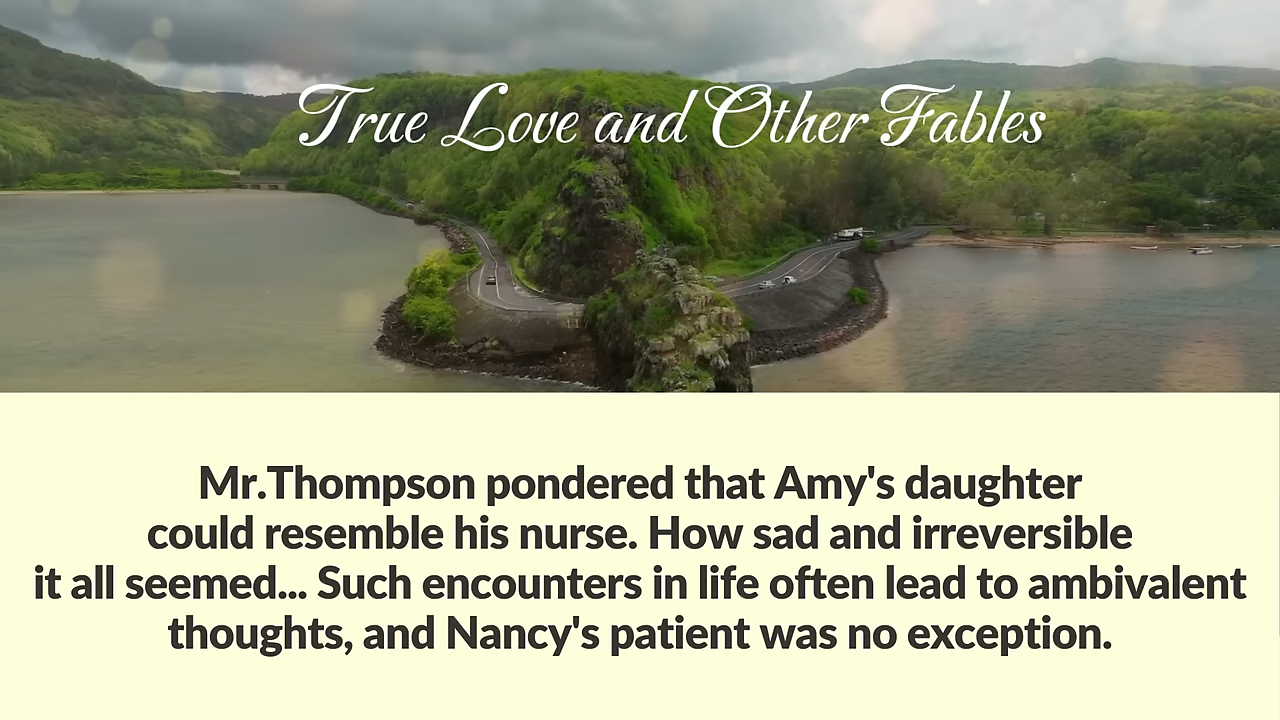 True Love and Other Fables
Mr.Thompson pondered that Amy's daughter
could resemble his nurse. How sad and irreversible
it all seemed... Such encounters in life often lead to ambivalent
thoughts, and Nancy's patient was no exception.